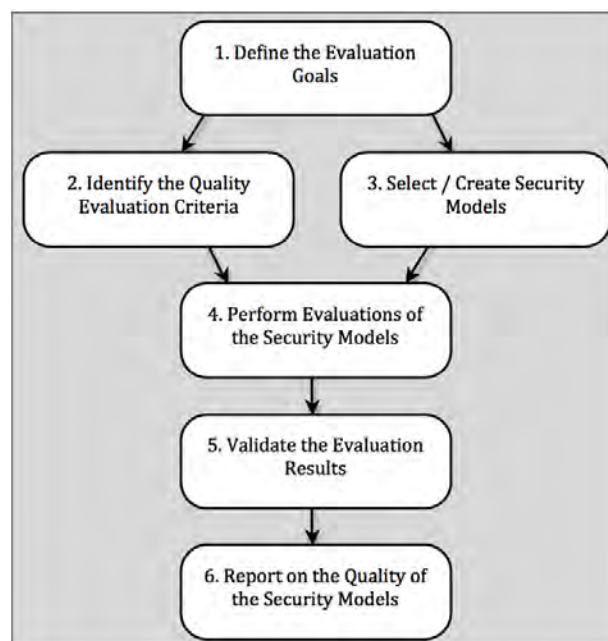 1. Define the Evaluation
Goals
2. Identify the Quality
Evaluation Criteria
3. Select / Create Security
Models
4. Perform Evaluations of
the Security Models
5. Validate the Evaluation
Results
6. Report on the Quality of
the Security Models